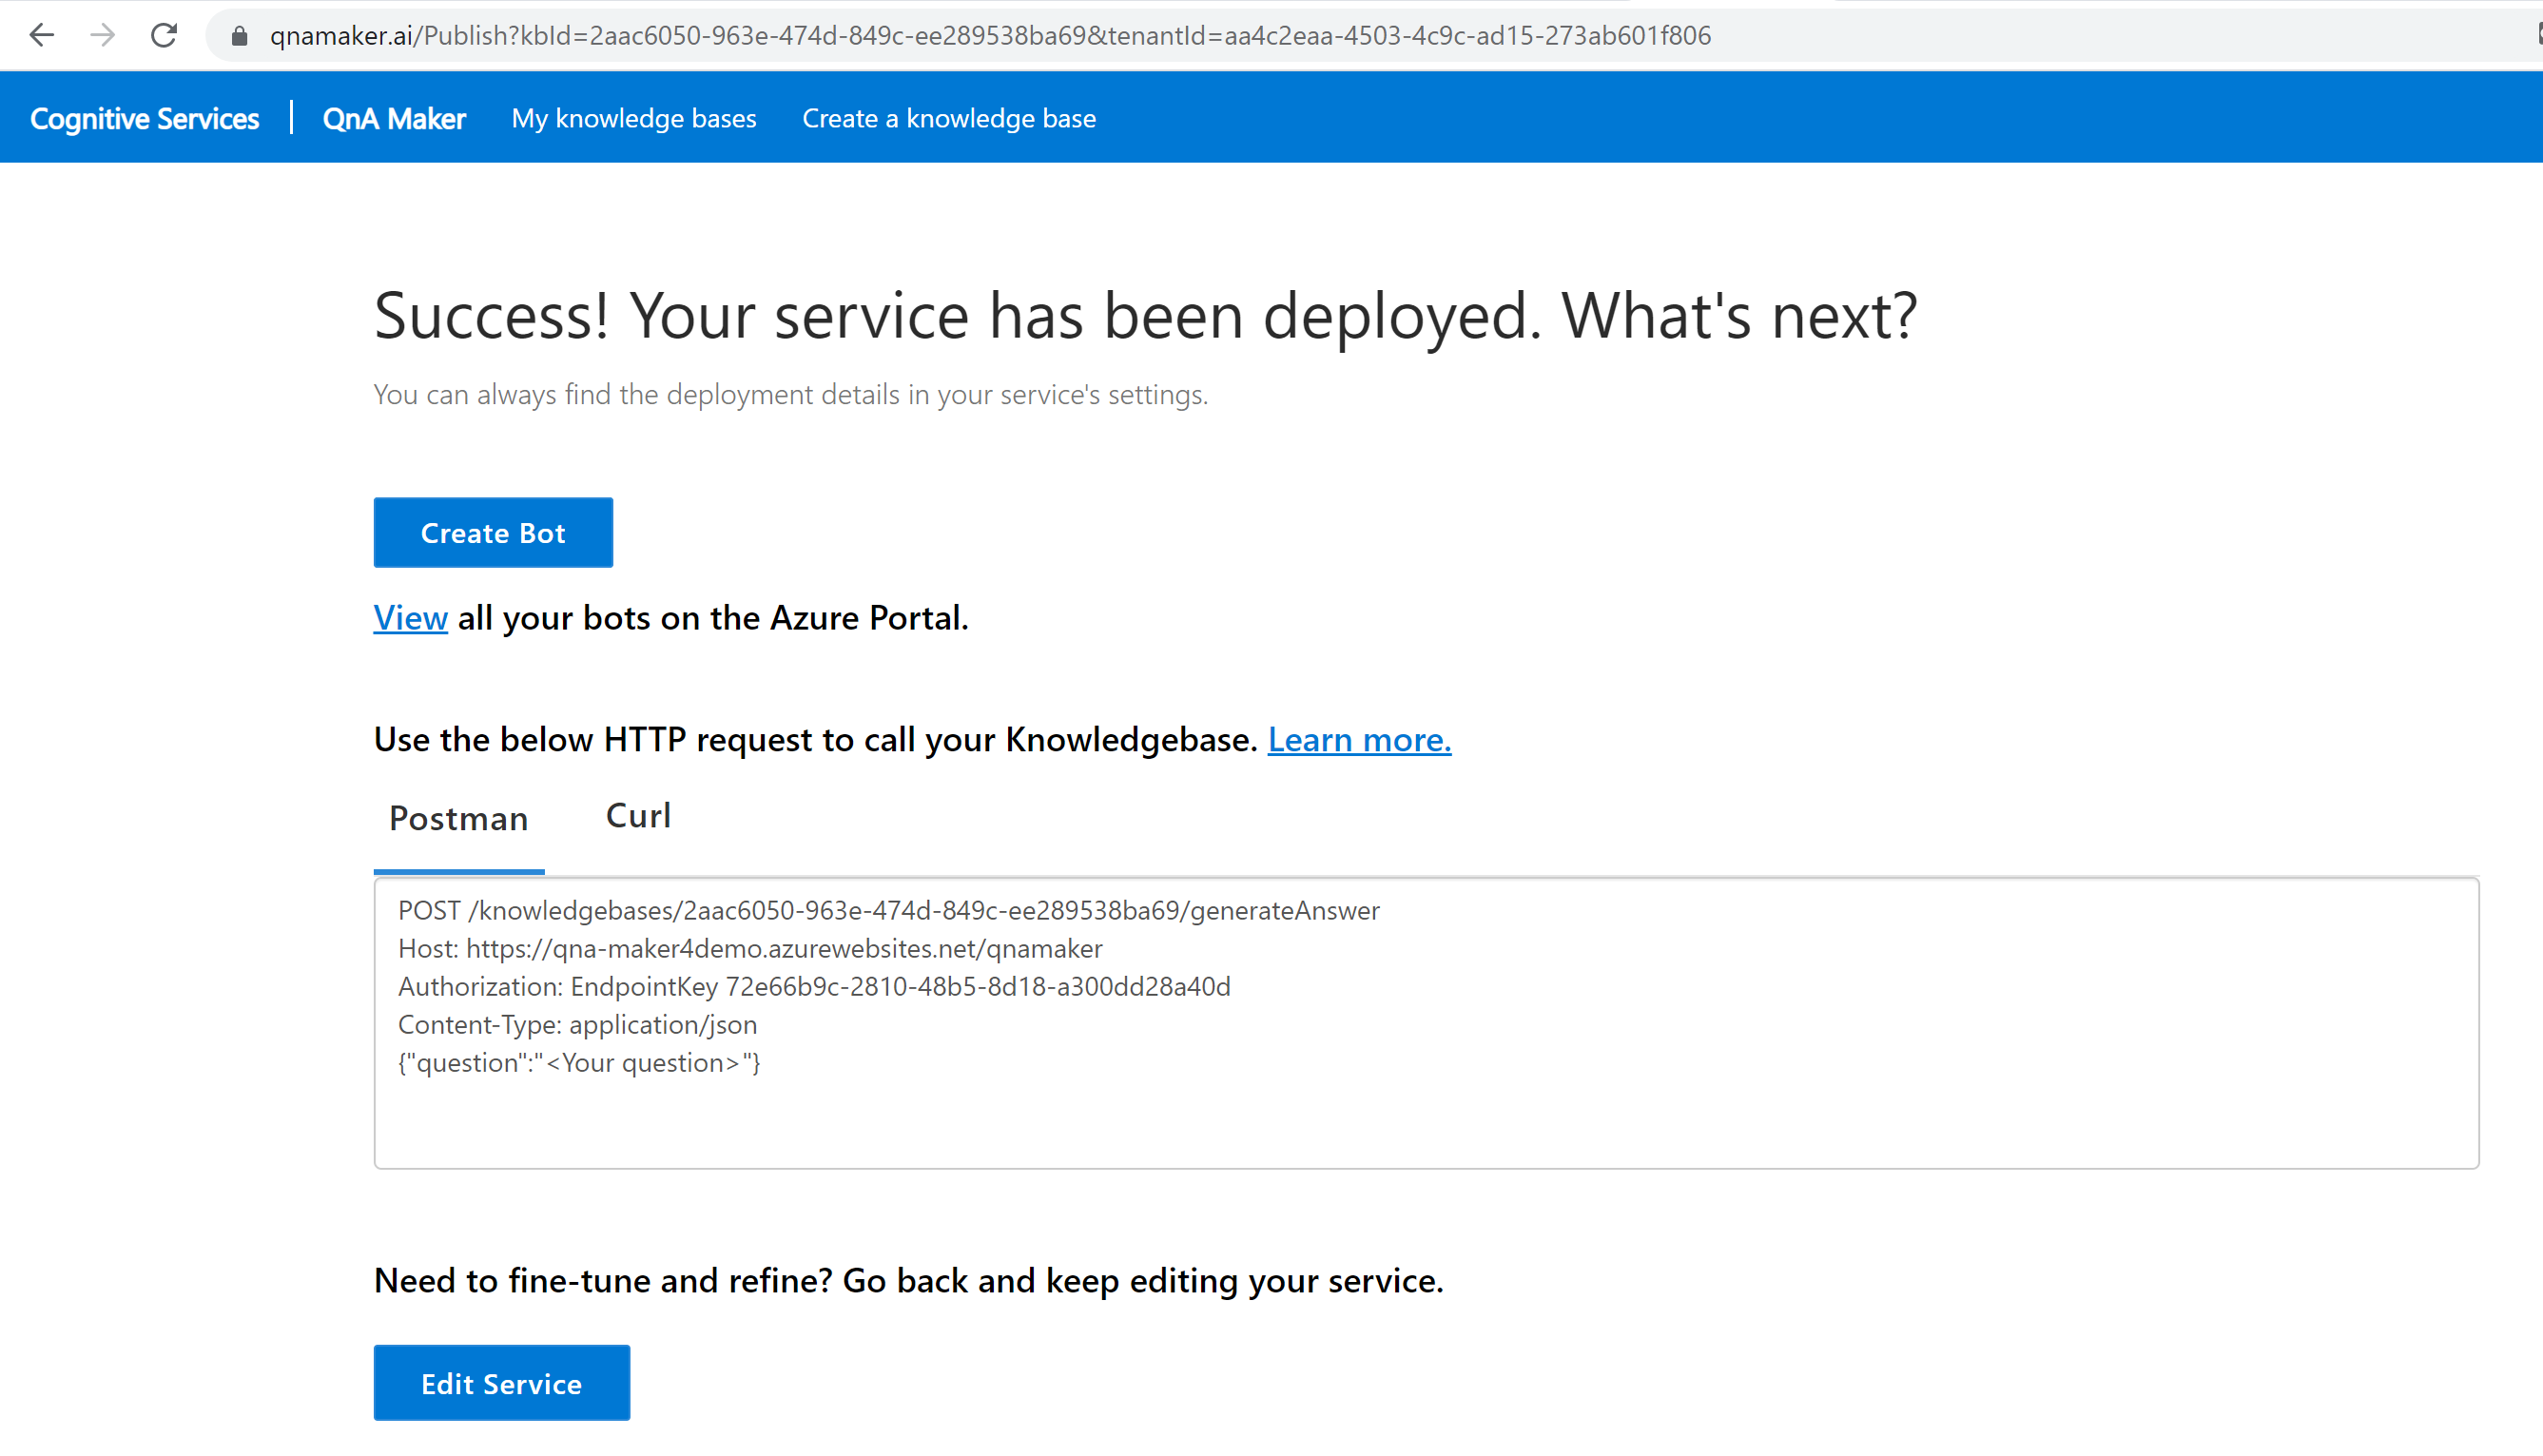 qnamaker.ai/Publish?kbId=2aac6050-963e-474d-849c-ee289538ba69&tenantId=aa4c2eaa-4503-4c9c-ad15-273ab601f806
Cognitive Services | QnA Maker My knowledge bases Create a knowledge base
Success! Your service has been deployed. What's next?
You can always find the deployment details in your service's settings.
Create Bot
View all your bots on the Azure Portal.
Use the below HTTP request to call your Knowledgebase. Learn more.
Postman Curl
POST /knowledgebases/2aac6050-963e-474d-849c-ee289538ba69/generateAnswer
Host: https://qna-maker4demo.azurewebsites.net/qnamaker
Authorization: EndpointKey 72e66b9c-2810-48b5-8d18-a300dd28a40d
Content-Type: application/json
{"question":"<Your question>"}
Need to fine-tune and refine? Go back and keep editing your service.
Edit Service